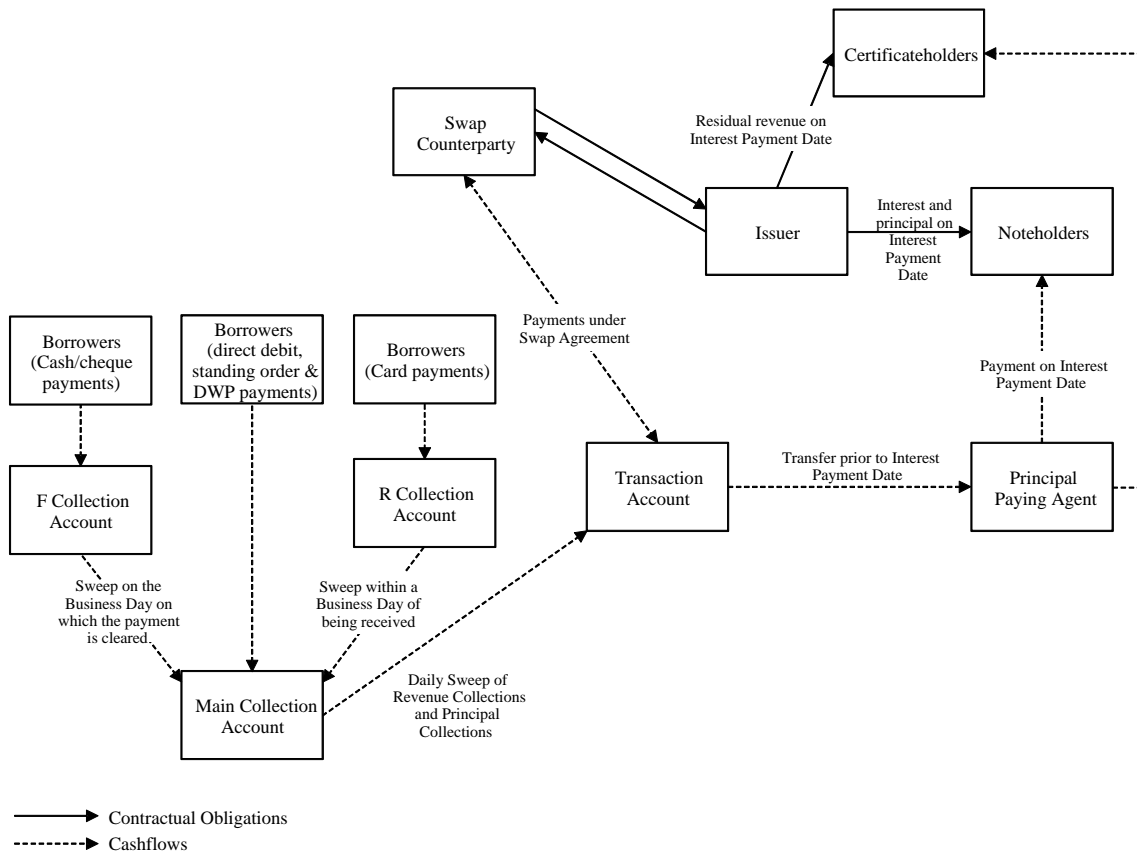 Certificateholders
Swap
Counterparty
Residual revenue on
Interest Payment Date
Issuer
Interest and
principal on
Interest
Payment
Date
Noteholders
Payments under
Swap Agreement
Borrowers
(Cash/cheque
payments)
Borrowers
(direct debit,
standing order &
DWP payments)
Borrowers
(Card payments)
Payment on Interest
Payment Date
F Collection
Account
R Collection
Account
Transaction
Account
Transfer prior to Interest
Payment Date
Principal
Paying Agent
Sweep on the
Business Day on
which the payment
is cleared
Sweep within a
Business Day of
being received
Main Collection
Account
Daily Sweep of
Revenue Collections
and Principal
Collections
Contractual Obligations
Cashflows